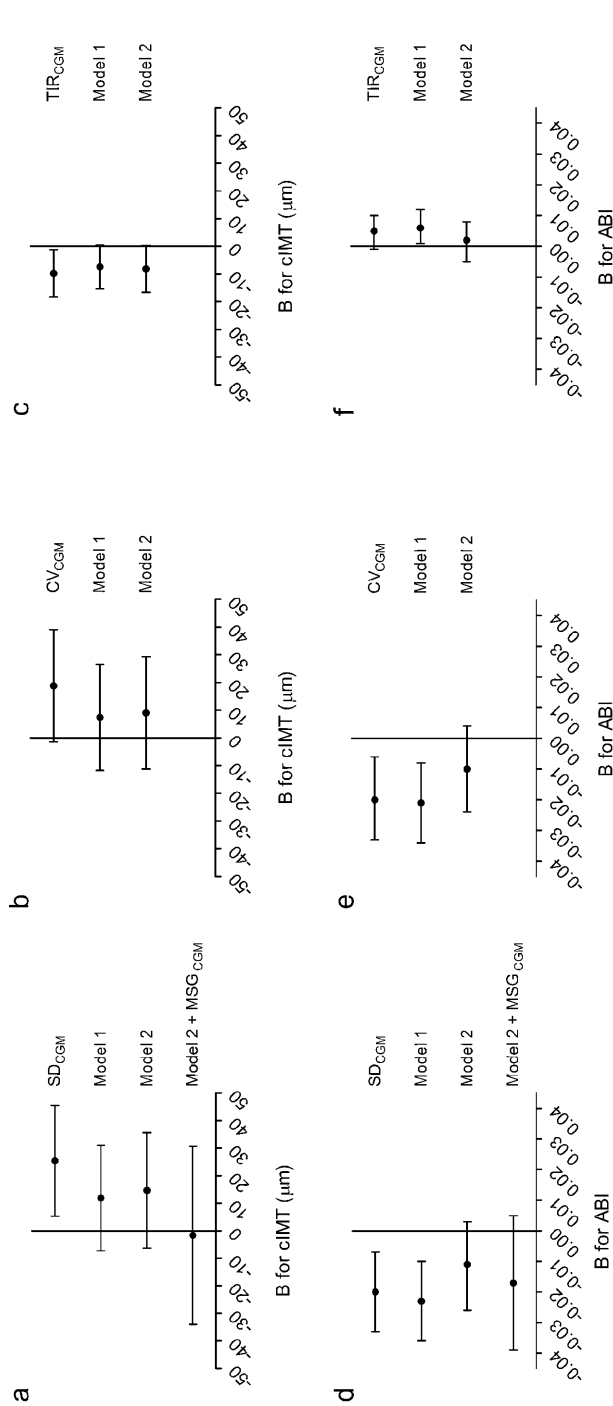 a
SD_CGM
Model 1
Model 2
Model 2 + MSG_CGM
-50 -40 -30 -20 -10 0 10 20 30 40 50
B for cIMT (μm)
b
CV_CGM
Model 1
Model 2
-50 -40 -30 -20 -10 0 10 20 30 40 50
B for cIMT (μm)
c
TIR_CGM
Model 1
Model 2
-50 -40 -30 -20 -10 0 10 20 30 40 50
B for cIMT (μm)
d
SD_CGM
Model 1
Model 2
Model 2 + MSG_CGM
-0.04 -0.03 -0.02 -0.01 0.00 0.01 0.02 0.03 0.04
B for ABI
e
CV_CGM
Model 1
Model 2
-0.04 -0.03 -0.02 -0.01 0.00 0.01 0.02 0.03 0.04
B for ABI
f
TIR_CGM
Model 1
Model 2
-0.04 -0.03 -0.02 -0.01 0.00 0.01 0.02 0.03 0.04
B for ABI